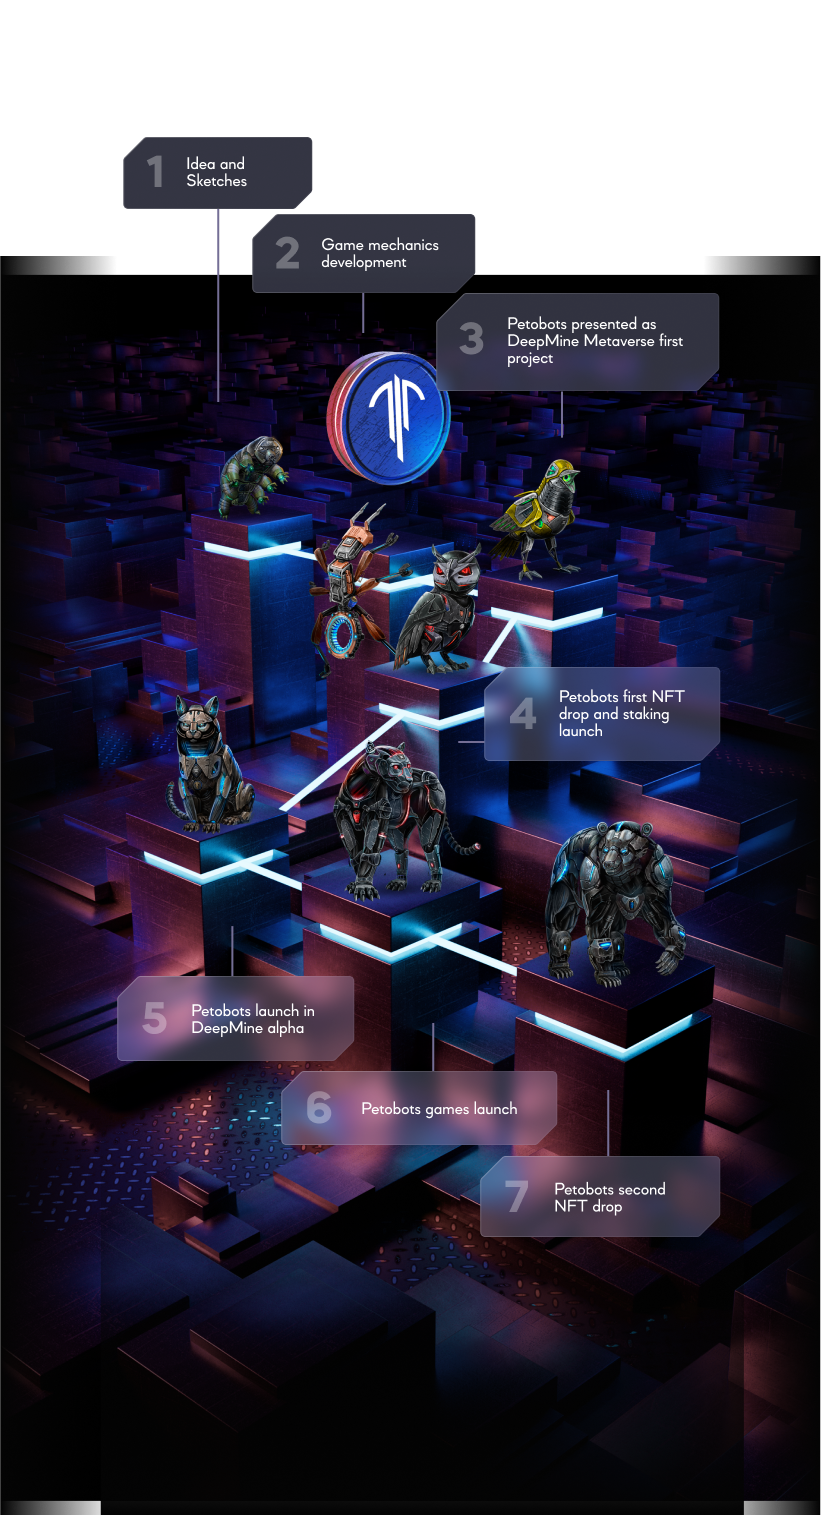 1
Idea and
Sketches
2
Game mechanics
development
3
Petobots presented as
DeepMine Metaverse first
project
4
Petobots first NFT
drop and staking
launch
5
Petobots launch in
DeepMine alpha
6
Petobots games launch
7
Petobots second
NFT drop